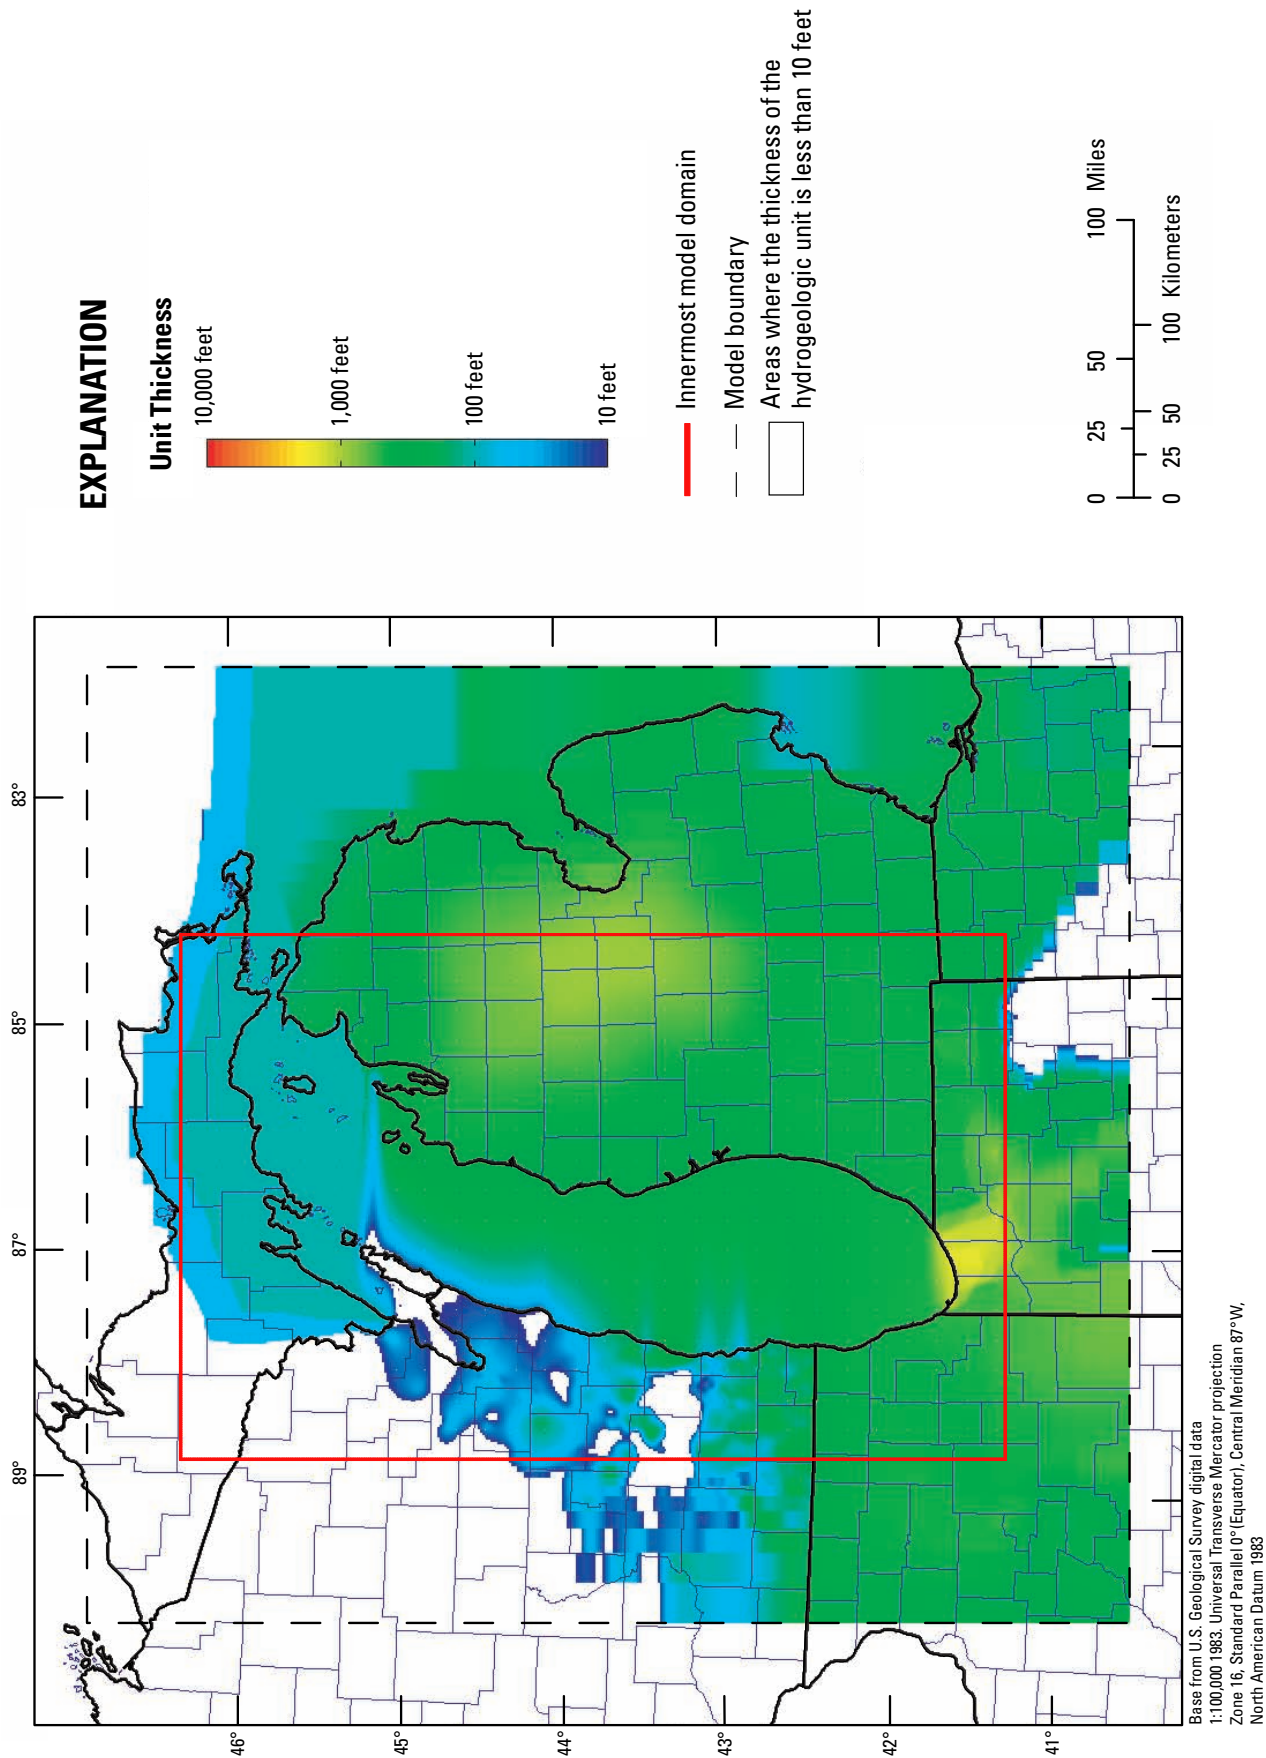 EXPLANATION
Unit Thickness
10,000 feet
1,000 feet
100 feet
10 feet
Innermost model domain
Model boundary
Areas where the thickness of the
hydrogeologic unit is less than 10 feet
0 25 50 100 Miles
0 25 50 100 Kilometers
89° 87° 85° 83°
46°
45°
44°
43°
42°
41°
Base from U.S. Geological Survey digital data
1:100,000 1983. Universal Transverse Mercator projection
Zone 16, Standard Parallel 0° (Equator), Central Meridian 87° W,
North American Datum 1983